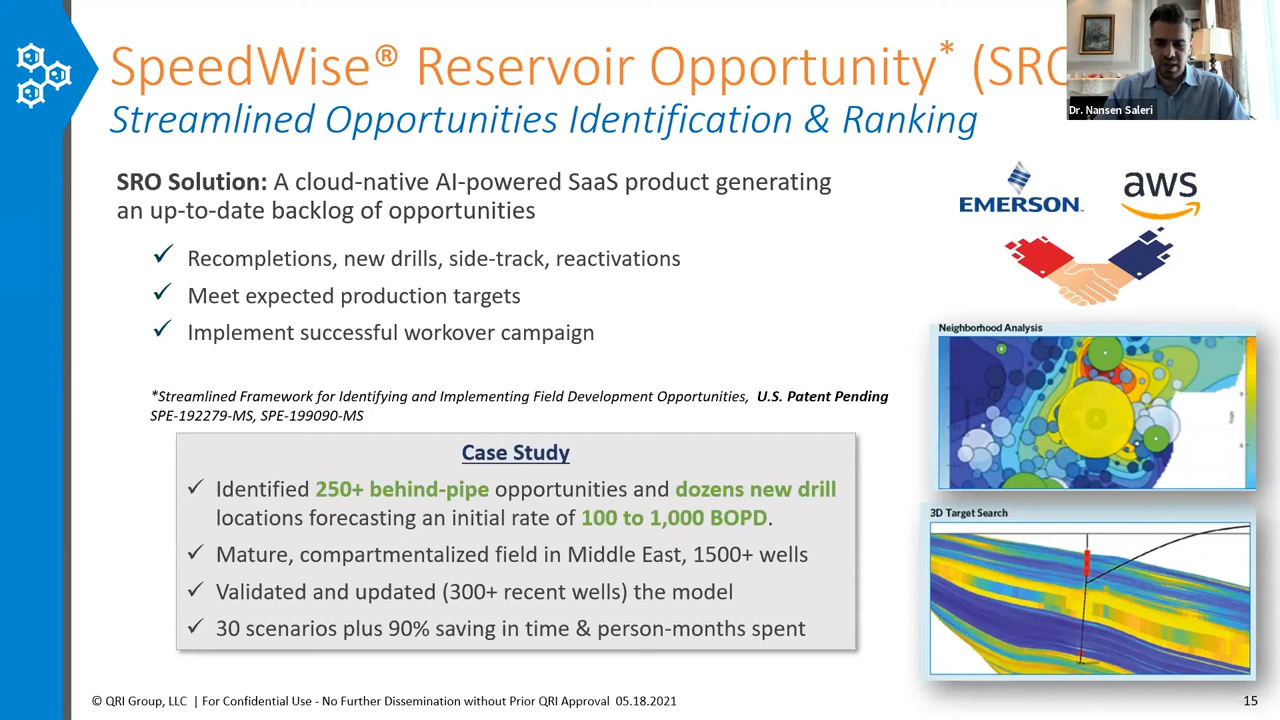 SpeedWise® Reservoir Opportunity* (SRO
Dr. Nansen Saleri
Streamlined Opportunities Identification & Ranking
SRO Solution: A cloud-native AI-powered SaaS product generating
an up-to-date backlog of opportunities
EMERSON
aws
✓ Recompletions, new drills, side-track, reactivations
✓ Meet expected production targets
✓ Implement successful workover campaign
*Streamlined Framework for Identifying and Implementing Field Development Opportunities, U.S. Patent Pending
SPE-192279-MS, SPE-199090-MS
Case Study
✓ Identified 250+ behind-pipe opportunities and dozens new drill
locations forecasting an initial rate of 100 to 1,000 BOPD.
✓ Mature, compartmentalized field in Middle East, 1500+ wells
✓ Validated and updated (300+ recent wells) the model
✓ 30 scenarios plus 90% saving in time & person-months spent
Neighborhood Analysis
3D Target Search
© QRI Group, LLC | For Confidential Use - No Further Dissemination without Prior QRI Approval 05.18.2021
15